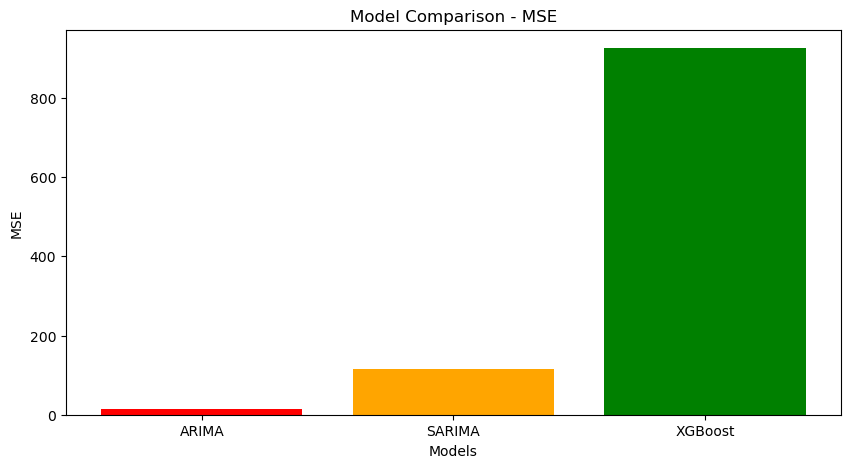 Model Comparison - MSE
MSE
800
600
400
200
0
ARIMA SARIMA XGBoost
Models